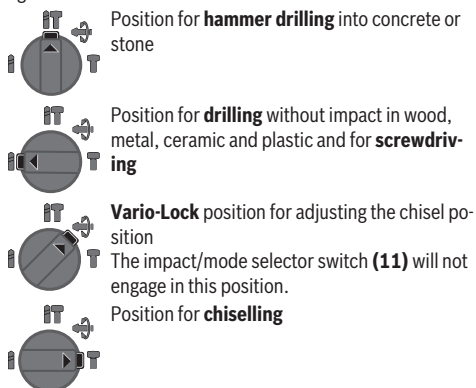 Position for hammer drilling into concrete or
stone
Position for drilling without impact in wood,
metal, ceramic and plastic and for screwdriv-
ing
Vario-Lock position for adjusting the chisel po-
sition
The impact/mode selector switch (11) will not
engage in this position.
Position for chiselling